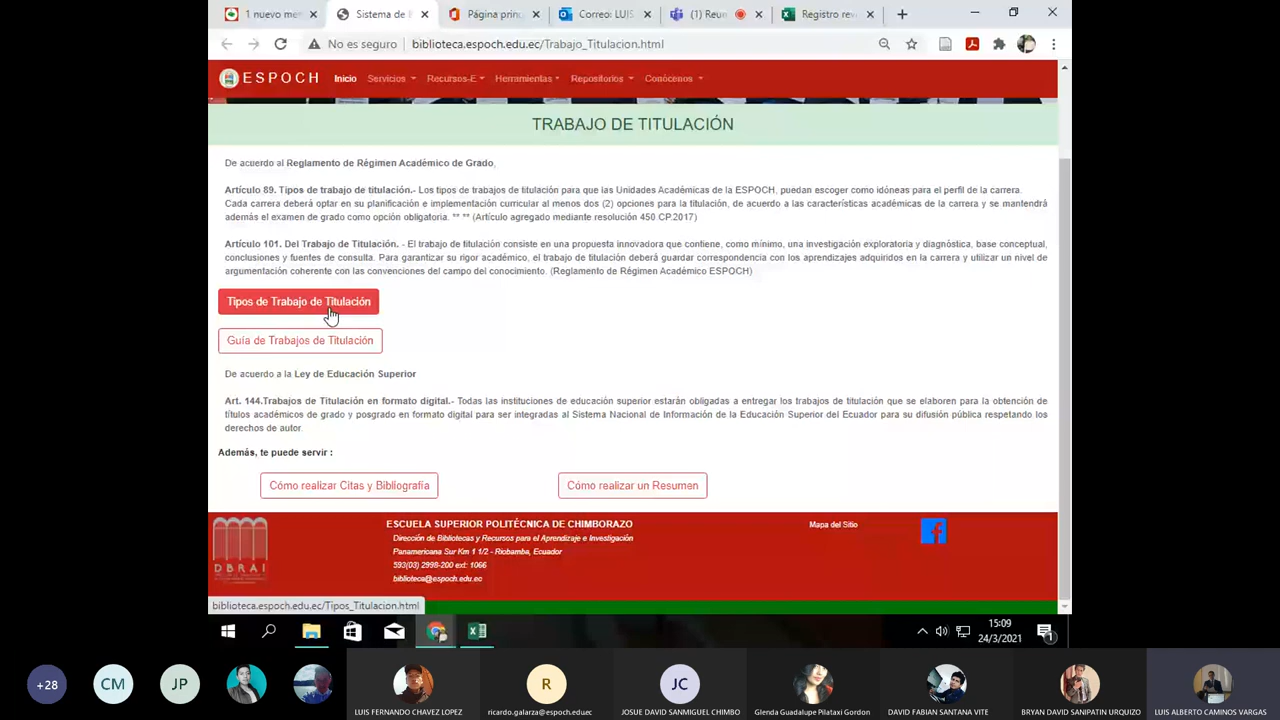 1 nuevo men
Sistema de
Página princ
Correo: LUIS
(1) Reu
Registro re
No es seguro
biblioteca.espoch.edu.ec/Trabajo_Titulacion.html
ESPOCH
Inicio
Servicios
Recursos-E
Herramientas
Repositorios
Conócenos
TRABAJO DE TITULACIÓN
De acuerdo al Reglamento de Régimen Académico de Grado,
Artículo 89. Tipos de trabajo de titulación.- Los tipos de trabajos de titulación para que las Unidades Académicas de la ESPOCH, puedan escoger como idóneas para el perfil de la carrera.
Cada carrera deberá optar en su planificación e implementación curricular al menos dos (2) opciones para la titulación, de acuerdo a las características académicas de la carrera y se mantendrá
además el examen de grado como opción obligatoria. ** ** (Artículo agregado mediante resolución 450 CP.2017)
Artículo 101. Del Trabajo de Titulación. - El trabajo de titulación consiste en una propuesta innovadora que contiene, como mínimo, una investigación exploratoria y diagnóstica, base conceptual,
conclusiones y fuentes de consulta. Para garantizar su rigor académico, el trabajo de titulación deberá guardar correspondencia con los aprendizajes adquiridos en la carrera y utilizar un nivel de
argumentación coherente con las convenciones del campo del conocimiento. (Reglamento de Régimen Académico ESPOCH)
Tipos de Trabajo de Titulación
Guía de Trabajos de Titulación
De acuerdo a la Ley de Educación Superior
Art. 144.Trabajos de Titulación en formato digital.- Todas las instituciones de educación superior estarán obligadas a entregar los trabajos de titulación que se elaboren para la obtención de
títulos académicos de grado y posgrado en formato digital para ser integradas al Sistema Nacional de Información de la Educación Superior del Ecuador para su difusión pública respetando los
derechos de autor.
Además, te puede servir :
Cómo realizar Citas y Bibliografía
Cómo realizar un Resumen
DBRAI
ESCUELA SUPERIOR POLITÉCNICA DE CHIMBORAZO
Dirección de Bibliotecas y Recursos para el Aprendizaje e Investigación
Panamericana Sur Km 1 1/2 - Riobamba, Ecuador
593(03) 2998-200 ext: 1066
biblioteca@espoch.edu.ec
Mapa del Sitio
biblioteca.espoch.edu.ec/Tipos_Titulacion.html
15:09
24/3/2021
1
+28
CM
JP
R
JC
LUIS FERNANDO CHAVEZ LOPEZ
ricardo.galarza@espoch.edu.ec
JOSUE DAVID SANMIGUEL CHIMBO
Glenda Guadalupe Pilataxi Gordon
DAVID FABIAN SANTANA VITE
BRYAN DAVID SANIPATIN URQUIZO
LUIS ALBERTO CAMINOS VARGAS